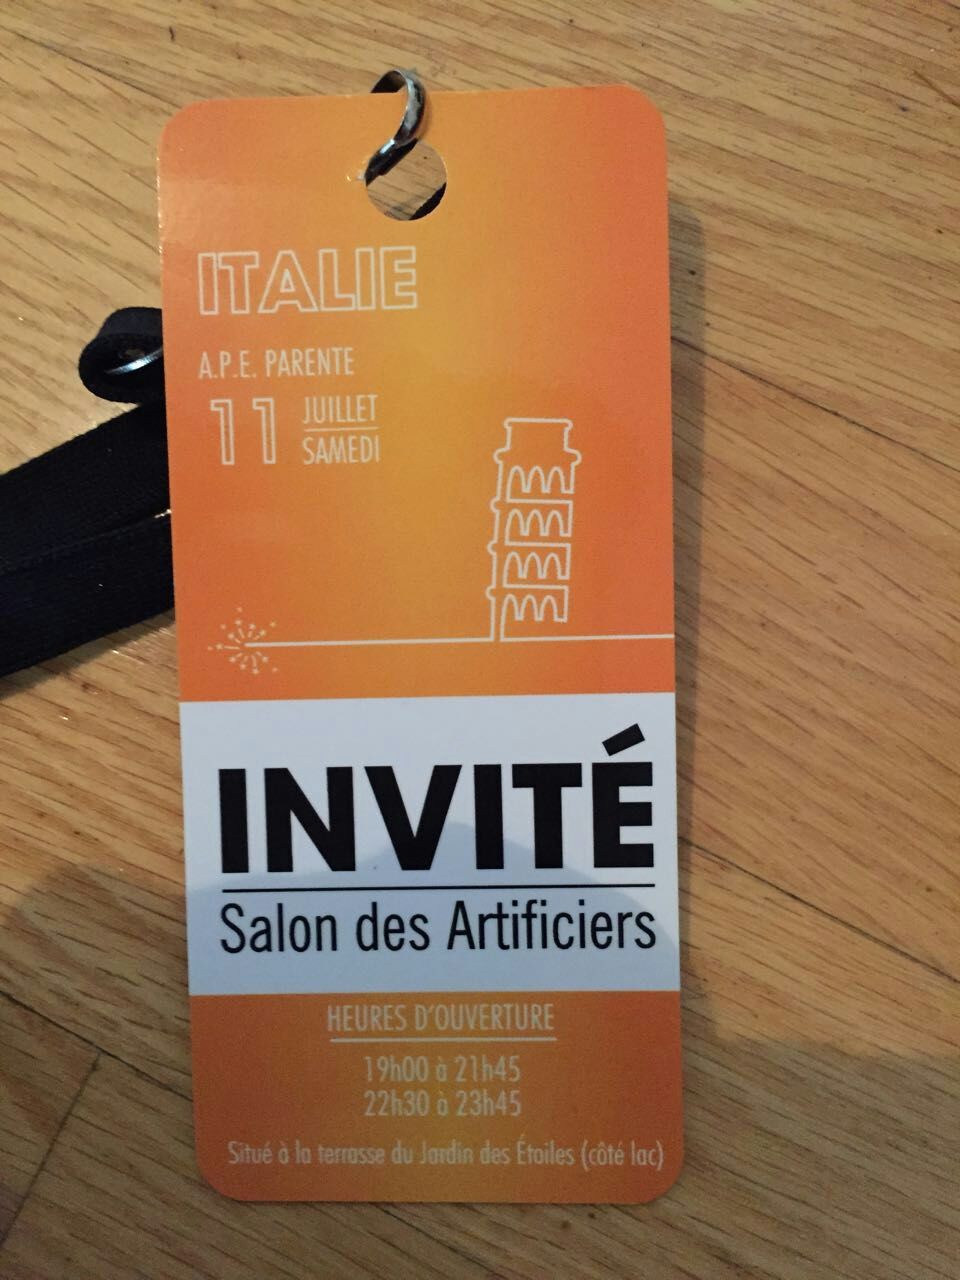 ITALIE
A.P.E. PARENTE
11 JUILLET
SAMEDI
INVITÉ
Salon des Artificiers
HEURES D'OUVERTURE
19h00 à 21h45
22h30 à 23h45
Situé à la terrasse du Jardin des Étoiles (côté lac)